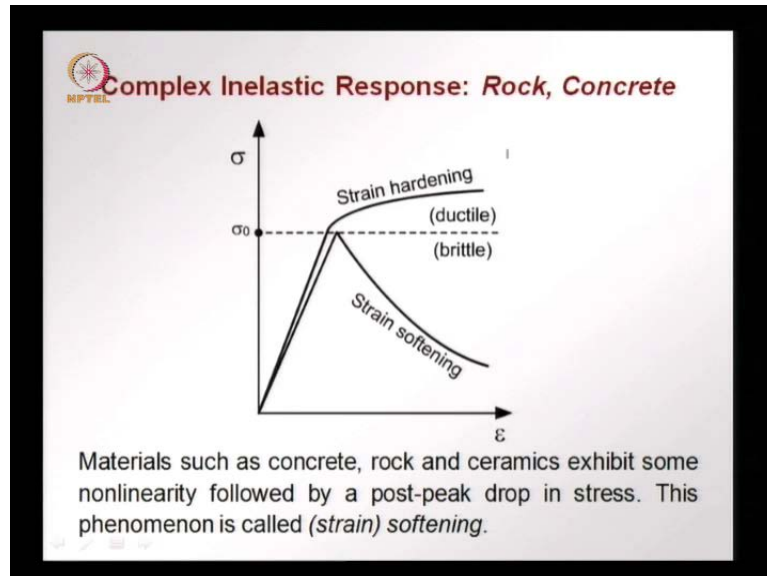 NPTEL
Complex Inelastic Response: Rock, Concrete
σ
Strain hardening
(ductile)
σ0
(brittle)
Strain softening
ε
Materials such as concrete, rock and ceramics exhibit some
nonlinearity followed by a post-peak drop in stress. This
phenomenon is called (strain) softening.